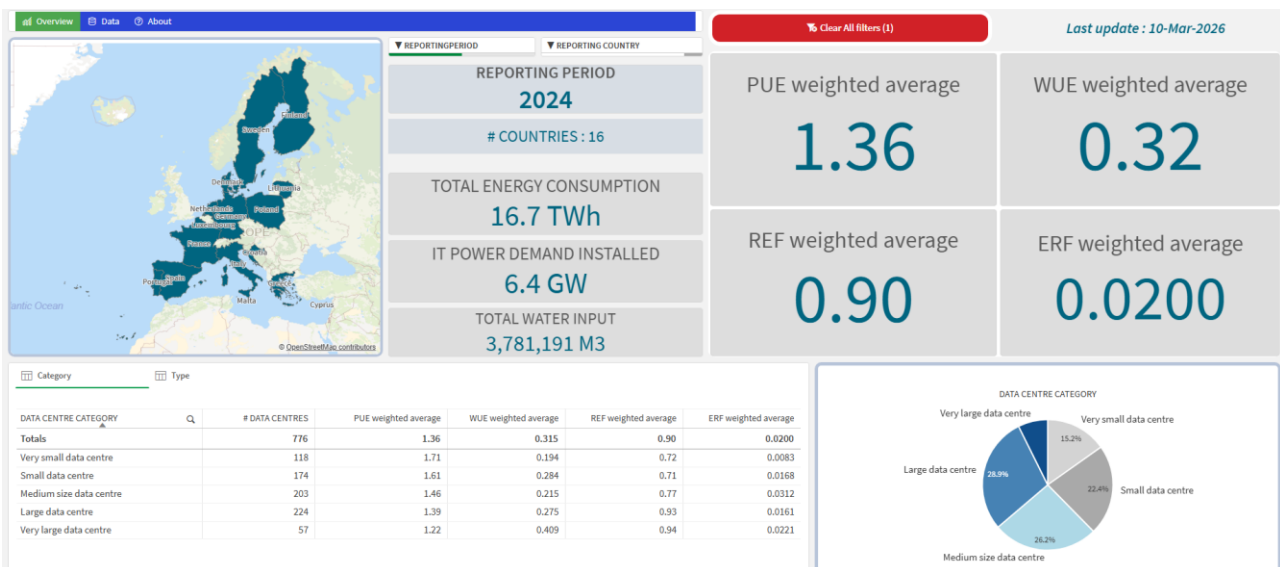 Overview Data About
Clear All filters (1)
Last update : 10-Mar-2026
REPORTINGPERIOD
REPORTING COUNTRY
REPORTING PERIOD
2024
# COUNTRIES : 16
TOTAL ENERGY CONSUMPTION
16.7 TWh
IT POWER DEMAND INSTALLED
6.4 GW
TOTAL WATER INPUT
3,781,191 M3
PUE weighted average
1.36
WUE weighted average
0.32
REF weighted average
0.90
ERF weighted average
0.0200
Finland
Sweden
Denmark
Lithuania
Netherlands
Poland
Germany
Luxembourg
OPE
France
Croatia
Italy
Portugal
Spain
Greece
Malta
Cyprus
antic Ocean
© OpenStreetMap contributors
Category Type
DATA CENTRE CATEGORY # DATA CENTRES PUE weighted average WUE weighted average REF weighted average ERF weighted average
Totals 776 1.36 0.315 0.90 0.0200
Very small data centre 118 1.71 0.194 0.72 0.0083
Small data centre 174 1.61 0.284 0.71 0.0168
Medium size data centre 203 1.46 0.215 0.77 0.0312
Large data centre 224 1.39 0.275 0.93 0.0161
Very large data centre 57 1.22 0.409 0.94 0.0221
DATA CENTRE CATEGORY
Very large data centre
Very small data centre
15.2%
Large data centre
28.9%
22.4%
Small data centre
26.2%
Medium size data centre